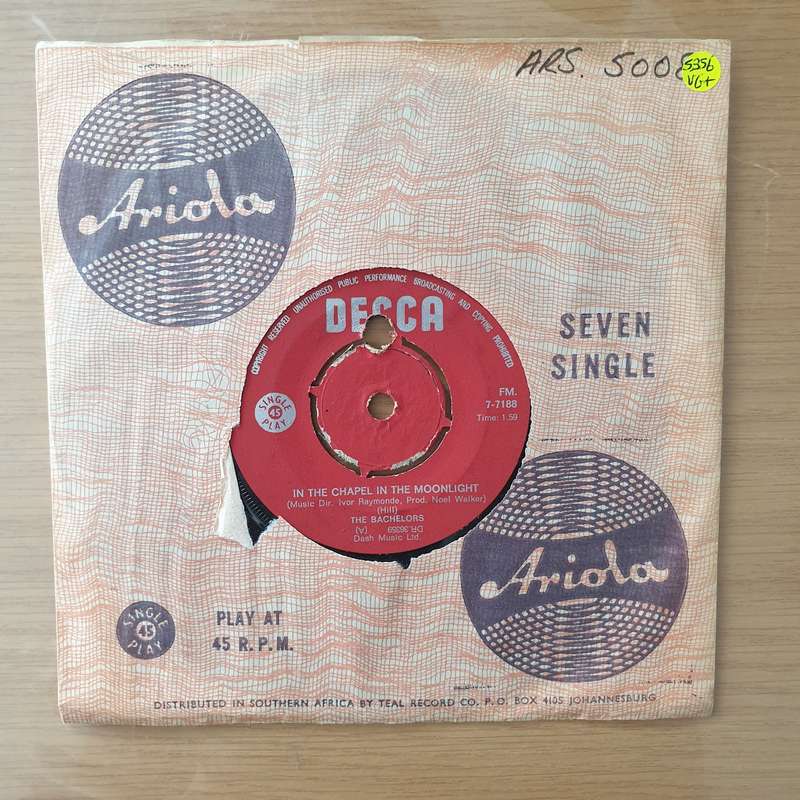 ARS. 5008
5356
VG+
Ariola
COPYRIGHT RESERVED UNAUTHORISED PUBLIC PERFORMANCE BROADCASTING AND COPYING PROHIBITED
DECCA
SEVEN
SINGLE
SINGLE
45
PLAY
FM.
7-7188
Time: 1.59
IN THE CHAPEL IN THE MOONLIGHT
(Music Dir. Ivor Raymonde, Prod. Noel Walker)
(Hill)
THE BACHELORS
(A)
DR.36359
Dash Music Ltd.
Ariola
SINGLE
45
PLAY
PLAY AT
45 R.P.M.
DISTRIBUTED IN SOUTHERN AFRICA BY TEAL RECORD CO. P.O. BOX 4105 JOHANNESBURG